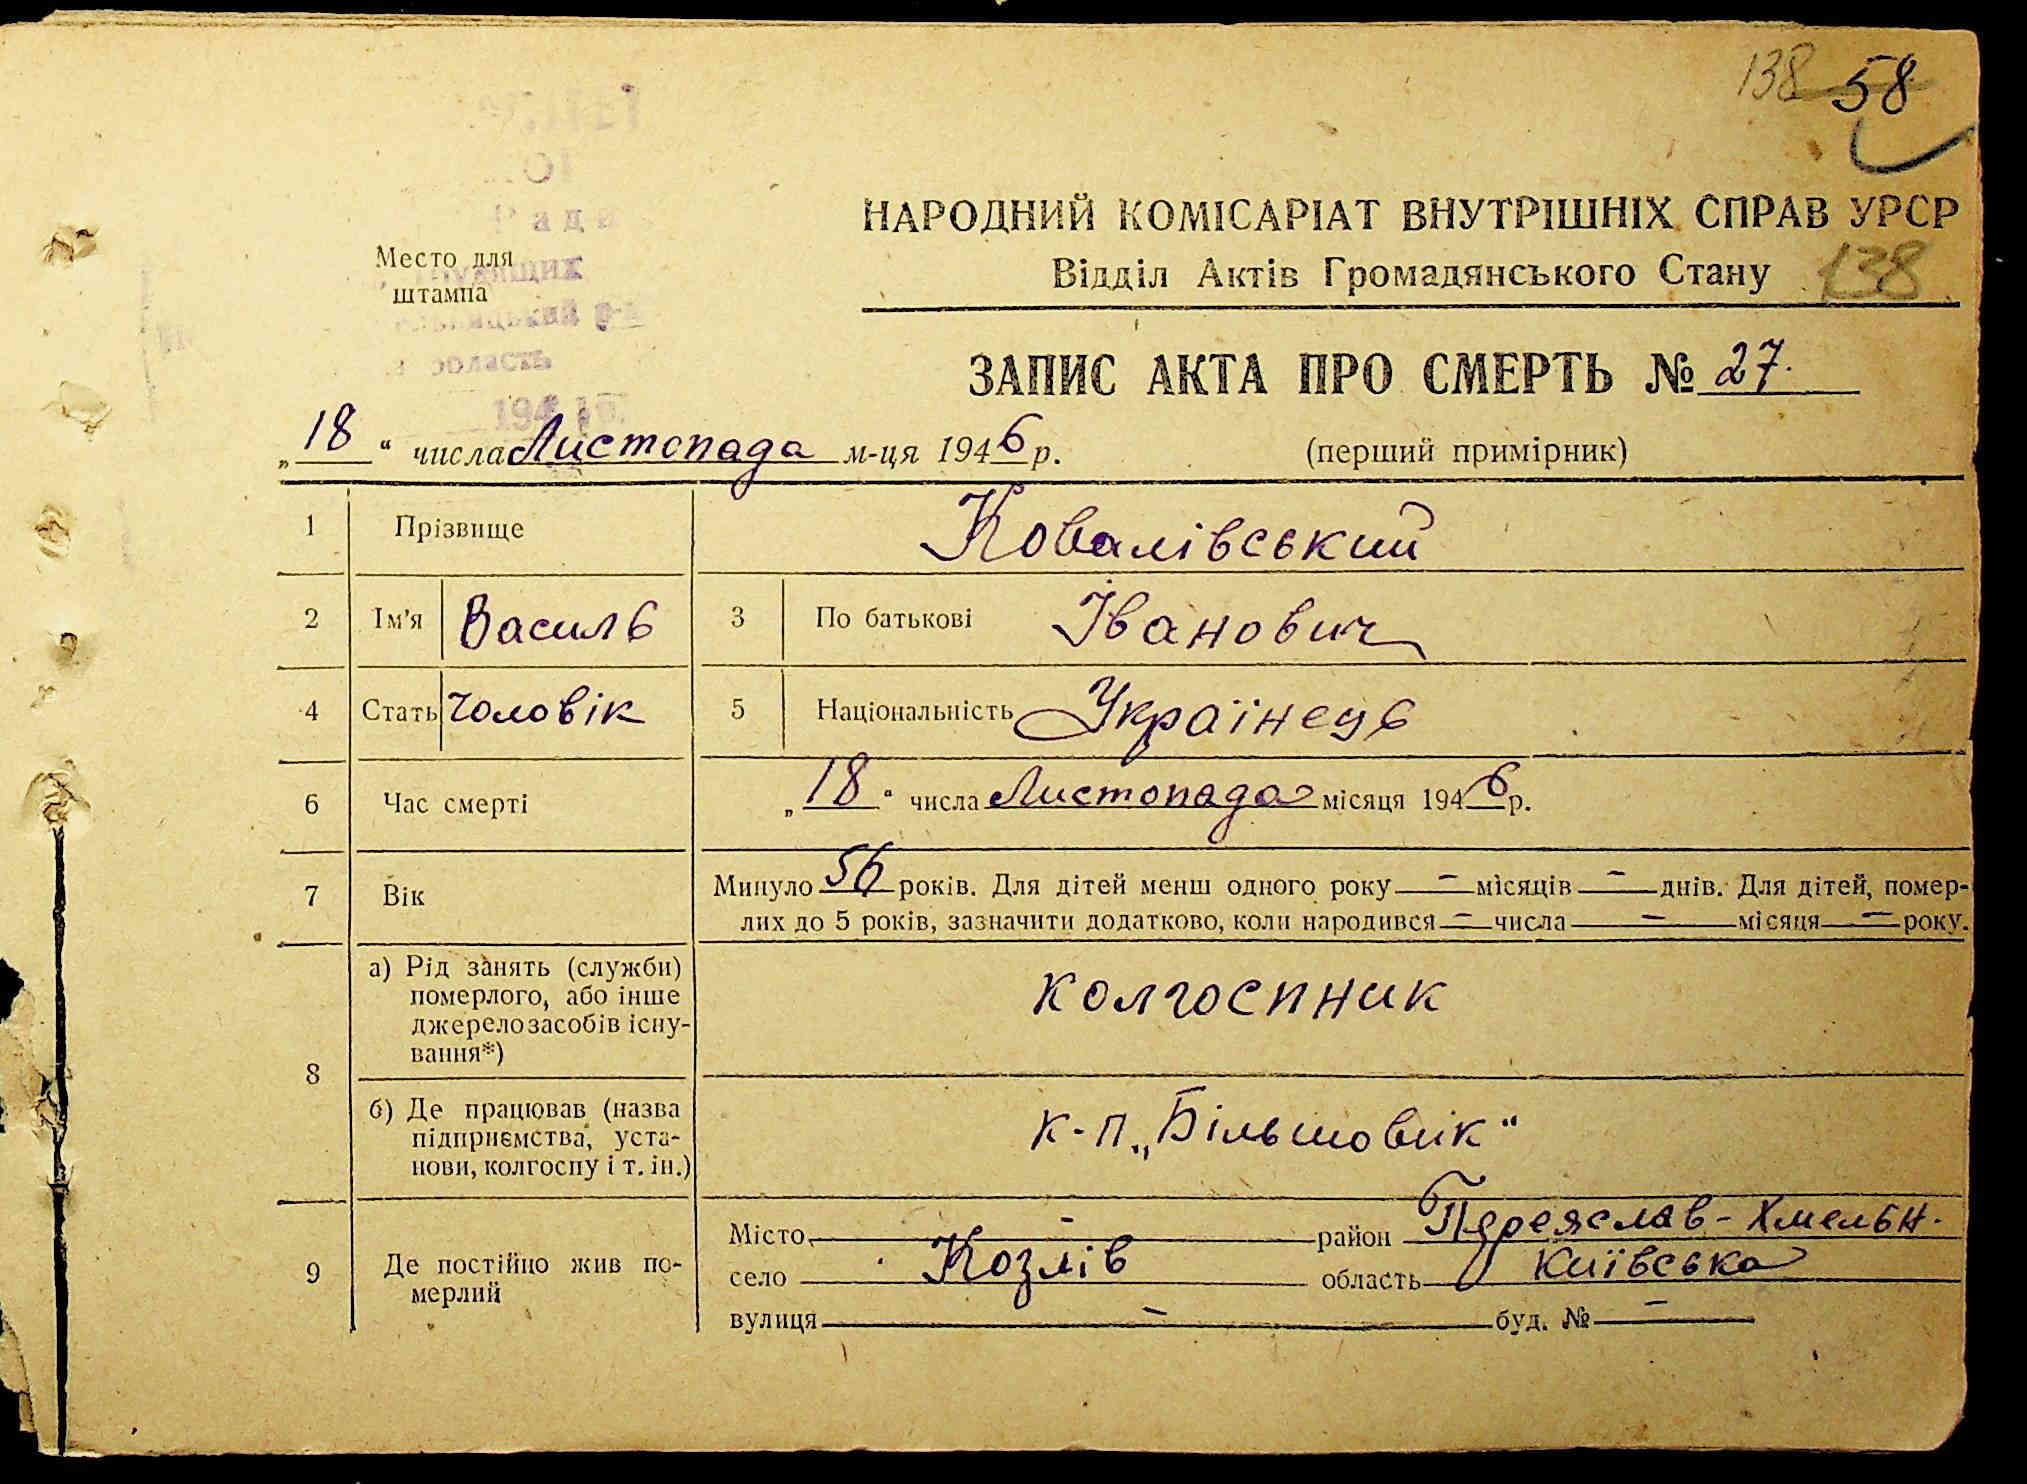 138 58
НАРОДНИЙ КОМІСАРІАТ ВНУТРІШНІХ СПРАВ УРСР
Відділ Актів Громадянського Стану 138
Место для
штампа
область
194
ЗАПИС АКТА ПРО СМЕРТЬ № 27.
„18“ числа Листопада м-ця 1946 р. (перший примірник)
1 Прізвище Ковалівський
2 Ім'я Василь 3 По батькові Іванович
4 Стать Чоловік 5 Національність Українець
6 Час смерті „18“ числа Листопада місяця 1946 р.
7 Вік Минуло 56 років. Для дітей менш одного року — місяців — днів. Для дітей, помер-
лих до 5 років, зазначити додатково, коли народився — числа — місяця — року.
8 а) Рід занять (служби)
померлого, або інше
джерело засобів існу-
вання*)
колгоспник
б) Де працював (назва
підприємства, уста-
нови, колгоспу і т. ін.)
к-п „Більшовик“
9 Де постійно жив по-
мерлий
Місто — район Переяслав-Хмельн.
село Козлів область Київська
вулиця — буд. № —